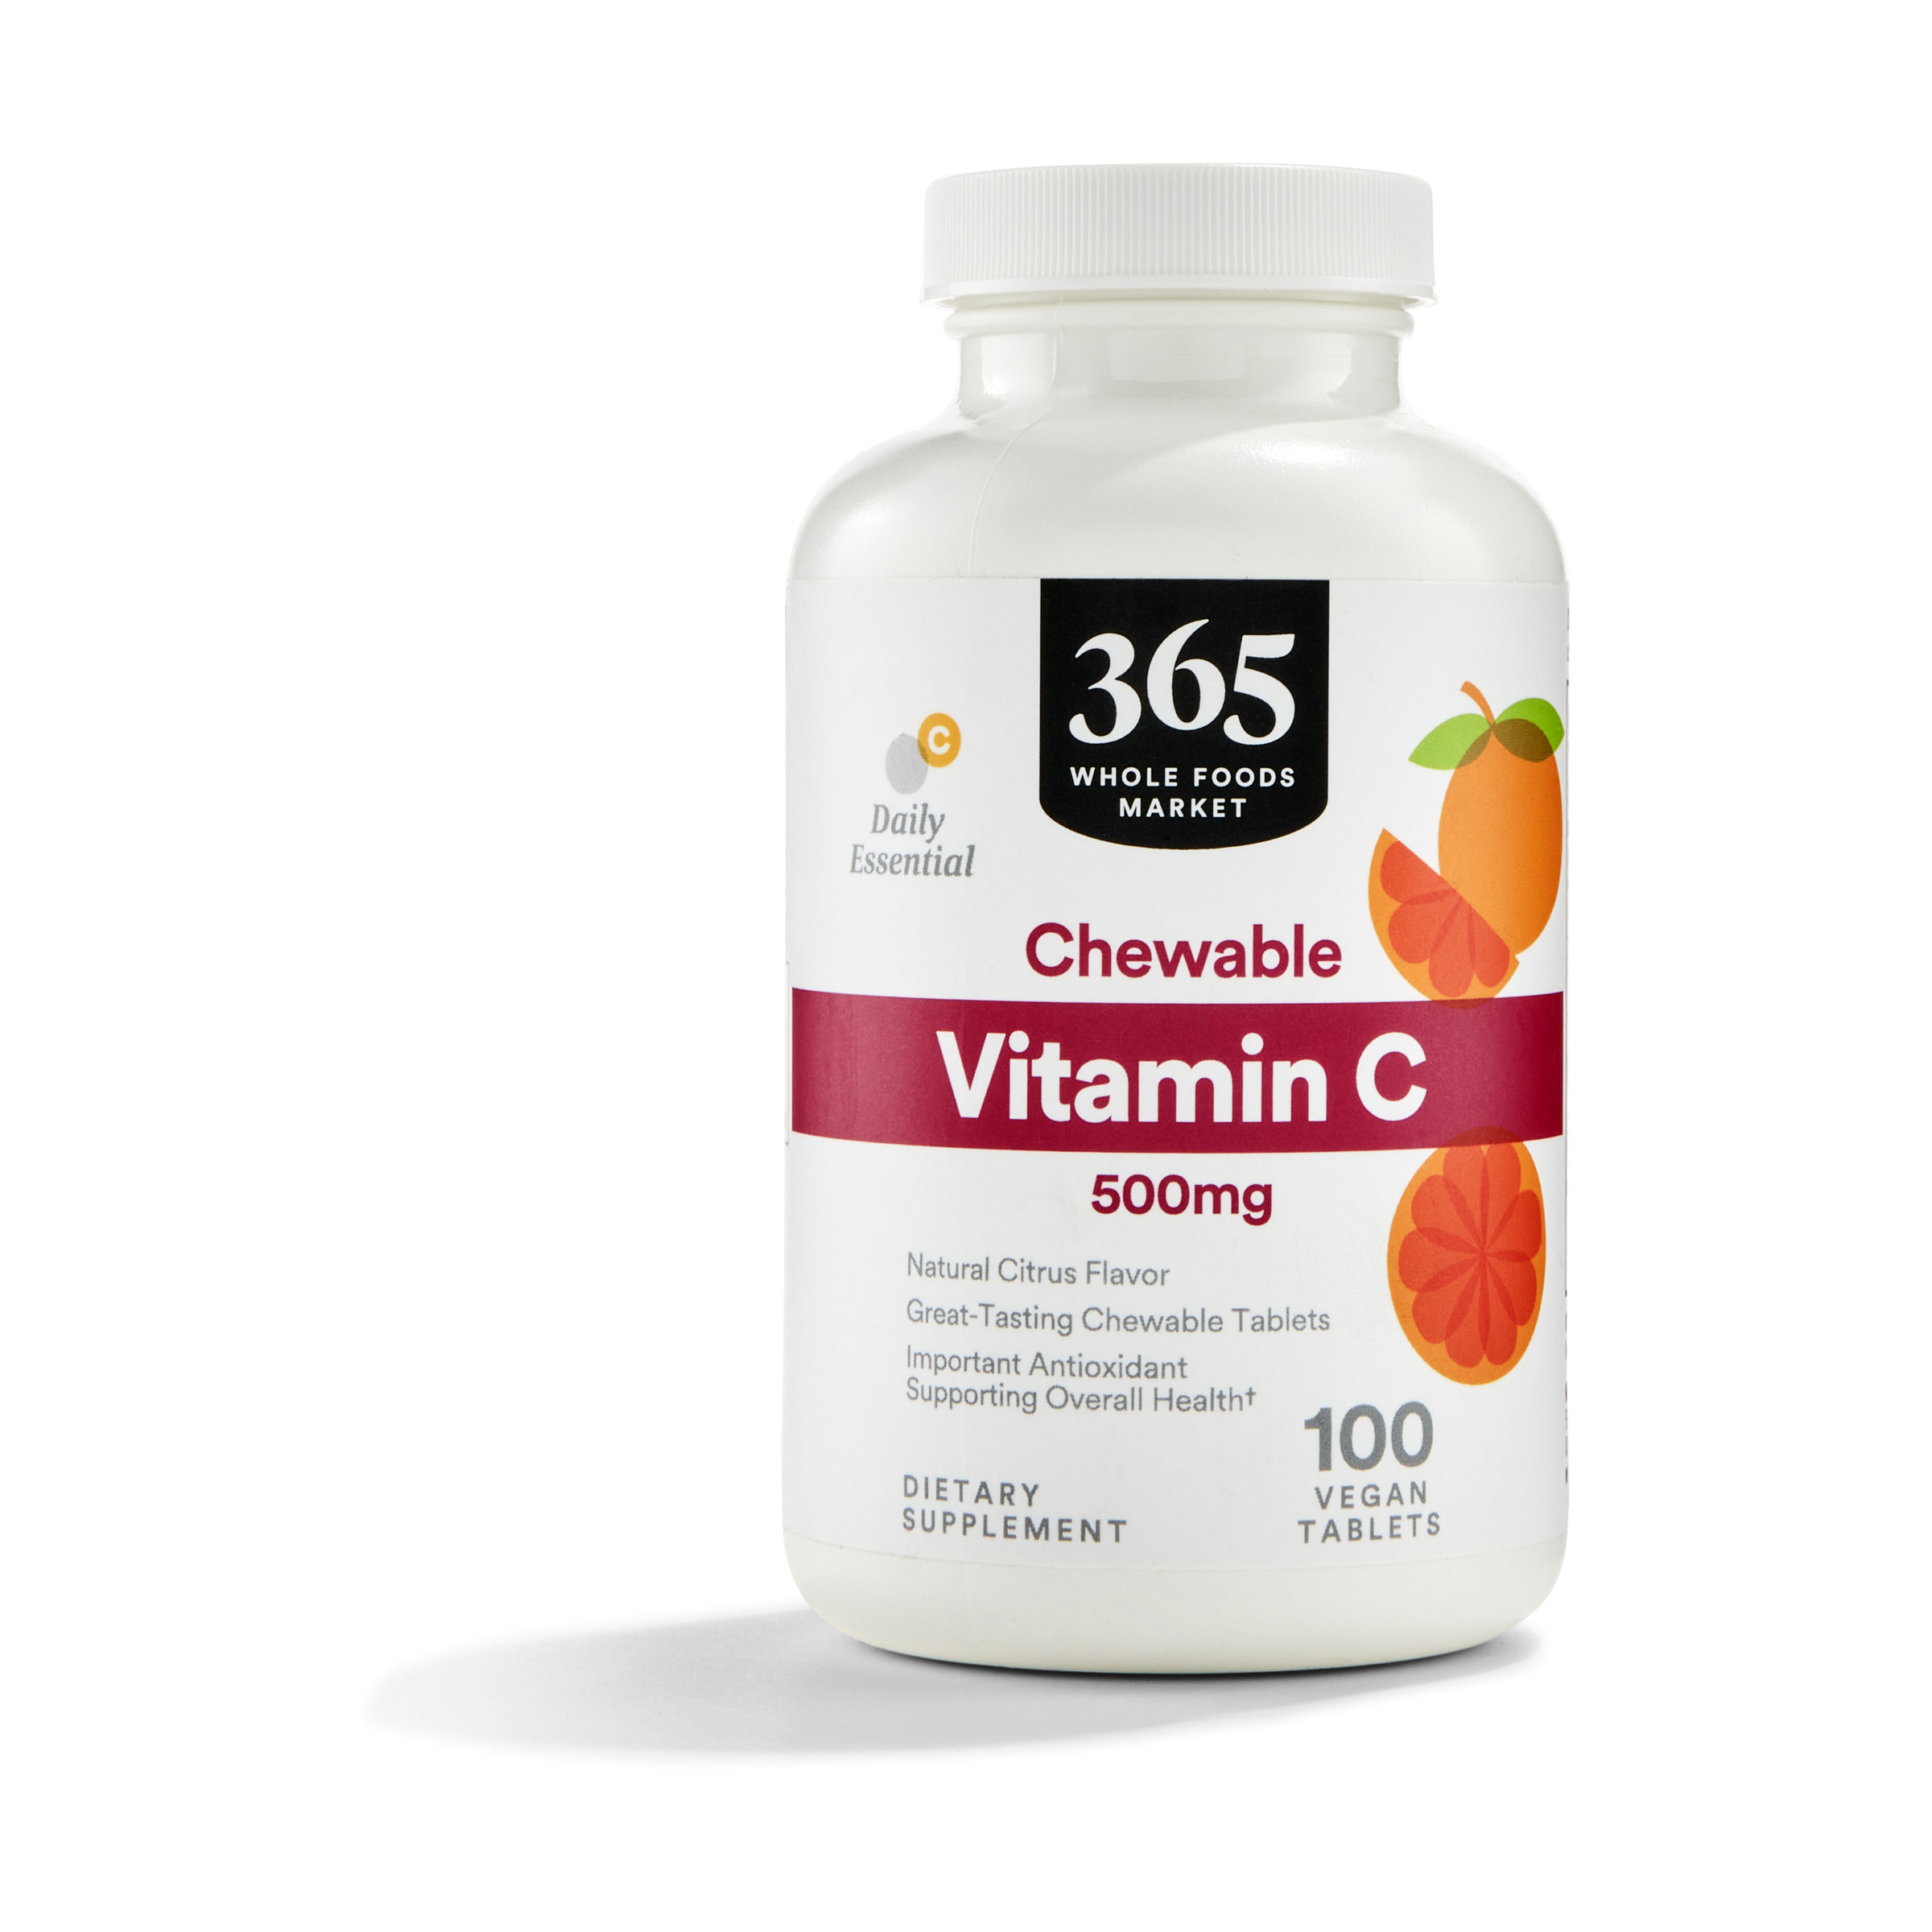 365
WHOLE FOODS
MARKET
C
Daily
Essential
Chewable
Vitamin C
500mg
Natural Citrus Flavor
Great-Tasting Chewable Tablets
Important Antioxidant
Supporting Overall Health†
100
VEGAN
TABLETS
DIETARY
SUPPLEMENT